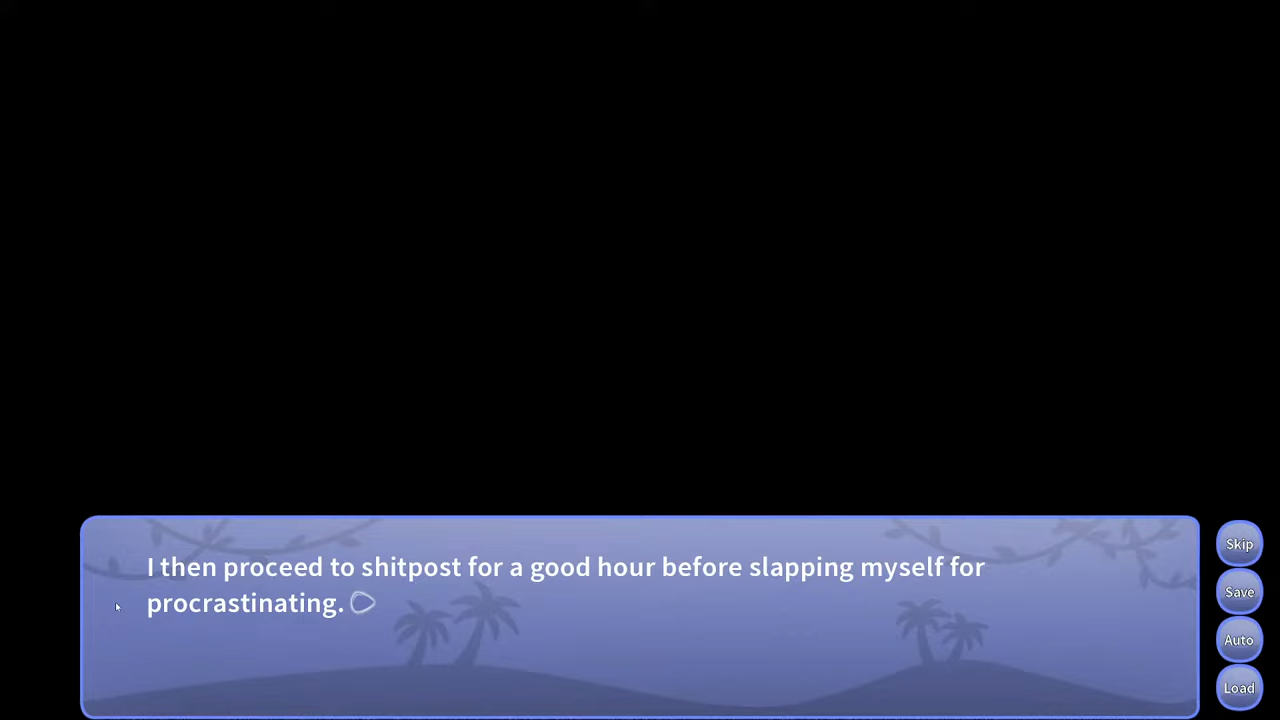 I then proceed to shitpost for a good hour before slapping myself for
procrastinating.
Skip
Save
Auto
Load